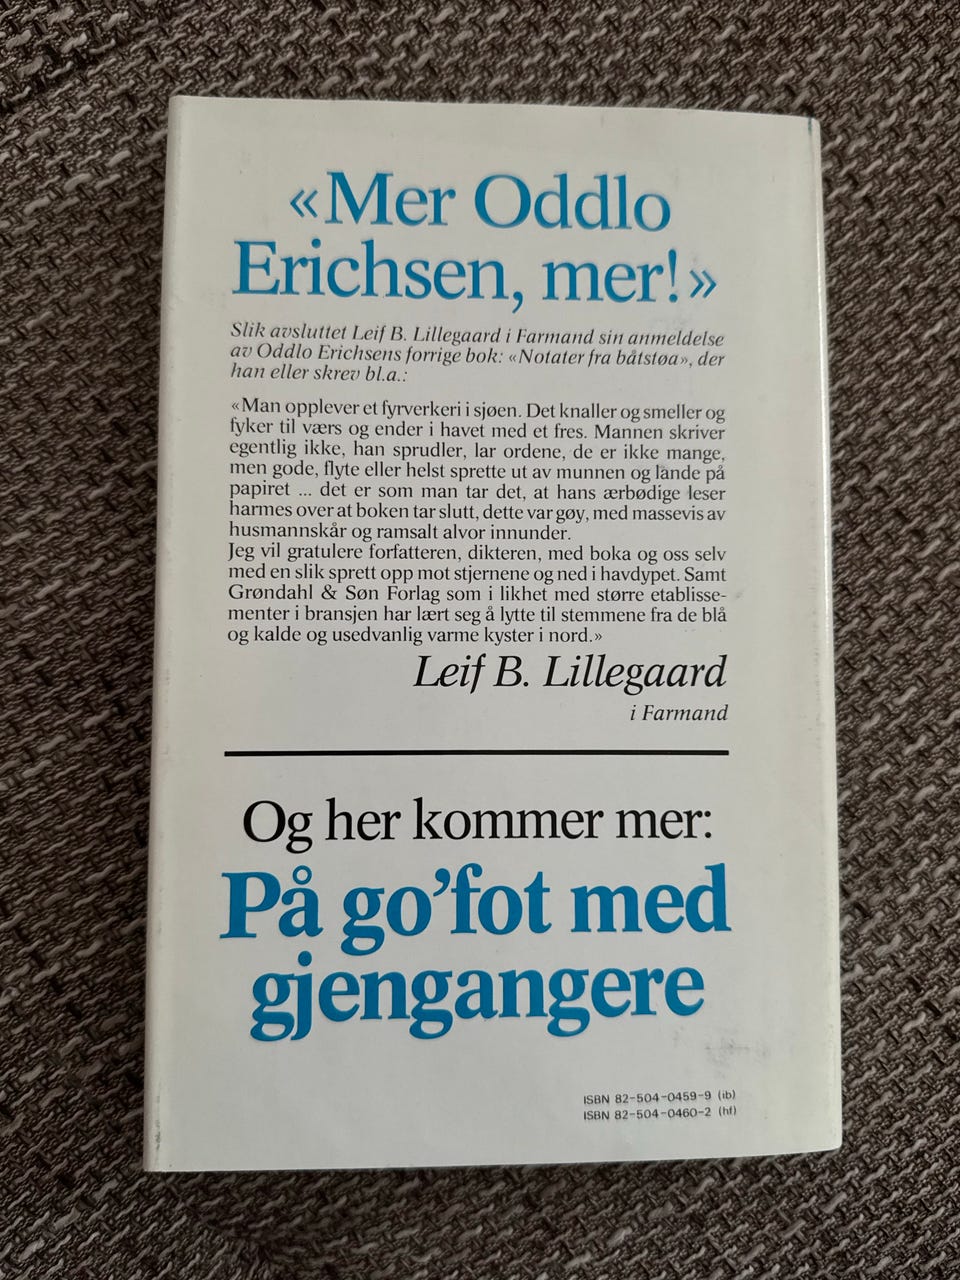 «Mer Oddlo
Erichsen, mer!»
Slik avsluttet Leif B. Lillegaard i Farmand sin anmeldelse
av Oddlo Erichsens forrige bok: «Notater fra båtstøa», der
han eller skrev bl.a.:
«Man opplever et fyrverkeri i sjøen. Det knaller og smeller og
fyker til værs og ender i havet med et fres. Mannen skriver
egentlig ikke, han sprudler, lar ordene, de er ikke mange,
men gode, flyte eller helst sprette ut av munnen og lande på
papiret ... det er som man tar det, at hans ærbødige leser
harmes over at boken tar slutt, dette var gøy, med massevis av
husmannskår og ramsalt alvor innunder.
Jeg vil gratulere forfatteren, dikteren, med boka og oss selv
med en slik sprett opp mot stjernene og ned i havdypet. Samt
Grøndahl & Søn Forlag som i likhet med større etablisse-
menter i bransjen har lært seg å lytte til stemmene fra de blå
og kalde og usedvanlig varme kyster i nord.»
Leif B. Lillegaard
i Farmand
Og her kommer mer:
På go'fot med
gjengangere
ISBN 82-504-0459-9 (ib)
ISBN 82-504-0460-2 (hf)